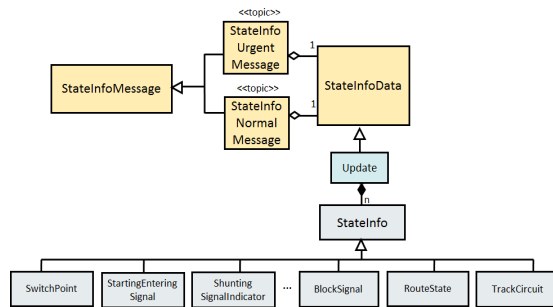 <<topic>>
StateInfo
Urgent
Message
1
StateInfoMessage
StateInfoData
<<topic>>
StateInfo
Normal
Message
1
Update
n
StateInfo
SwitchPoint
StartingEntering
Signal
Shunting
SignalIndicator
...
BlockSignal
RouteState
TrackCircuit